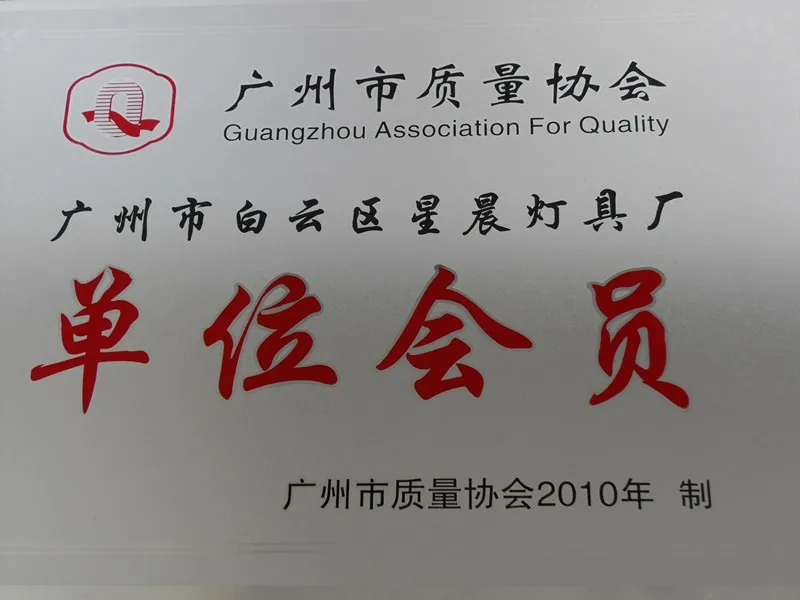 广州市质量协会
Guangzhou Association For Quality
广州市白云区星晨灯具厂
单位会员
广州市质量协会2010年 制